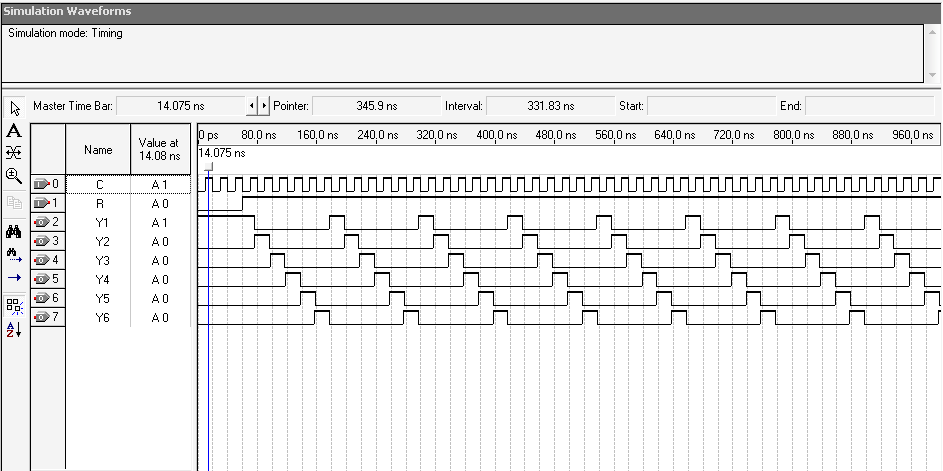 Simulation Waveforms
Simulation mode: Timing
Master Time Bar: 14.075 ns Pointer: 345.9 ns Interval: 331.83 ns Start: End:
Name Value at 14.08 ns
0 ps 80.0 ns 160.0 ns 240.0 ns 320.0 ns 400.0 ns 480.0 ns 560.0 ns 640.0 ns 720.0 ns 800.0 ns 880.0 ns 960.0 ns
14.075 ns
0 C A 1
1 R A 0
2 Y1 A 1
3 Y2 A 0
4 Y3 A 0
5 Y4 A 0
6 Y5 A 0
7 Y6 A 0